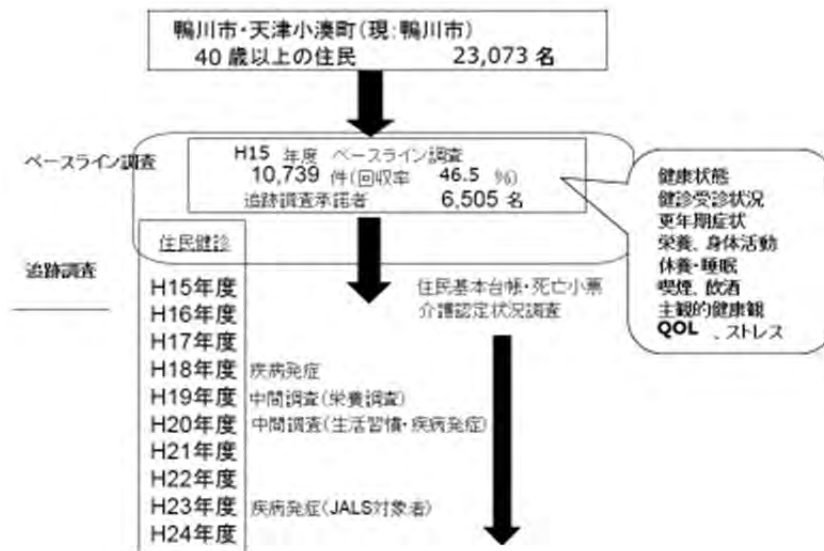 鴨川市・天津小湊町(現：鴨川市)
40 歳以上の住民 23,073 名
ベースライン調査
H15 年度 ベースライン調査
10,739 件(回収率 46.5 %)
追跡調査承諾者 6,505 名
健康状態
健診受診状況
更年期症状
栄養、身体活動
休養・睡眠
喫煙、飲酒
主観的健康観
QOL 、ストレス
追跡調査
住民健診
住民基本台帳・死亡小票
介護認定状況調査
H15年度
H16年度
H17年度
H18年度 疾病発症
H19年度 中間調査(栄養調査)
H20年度 中間調査(生活習慣・疾病発症)
H21年度
H22年度
H23年度 疾病発症(JALS対象者)
H24年度